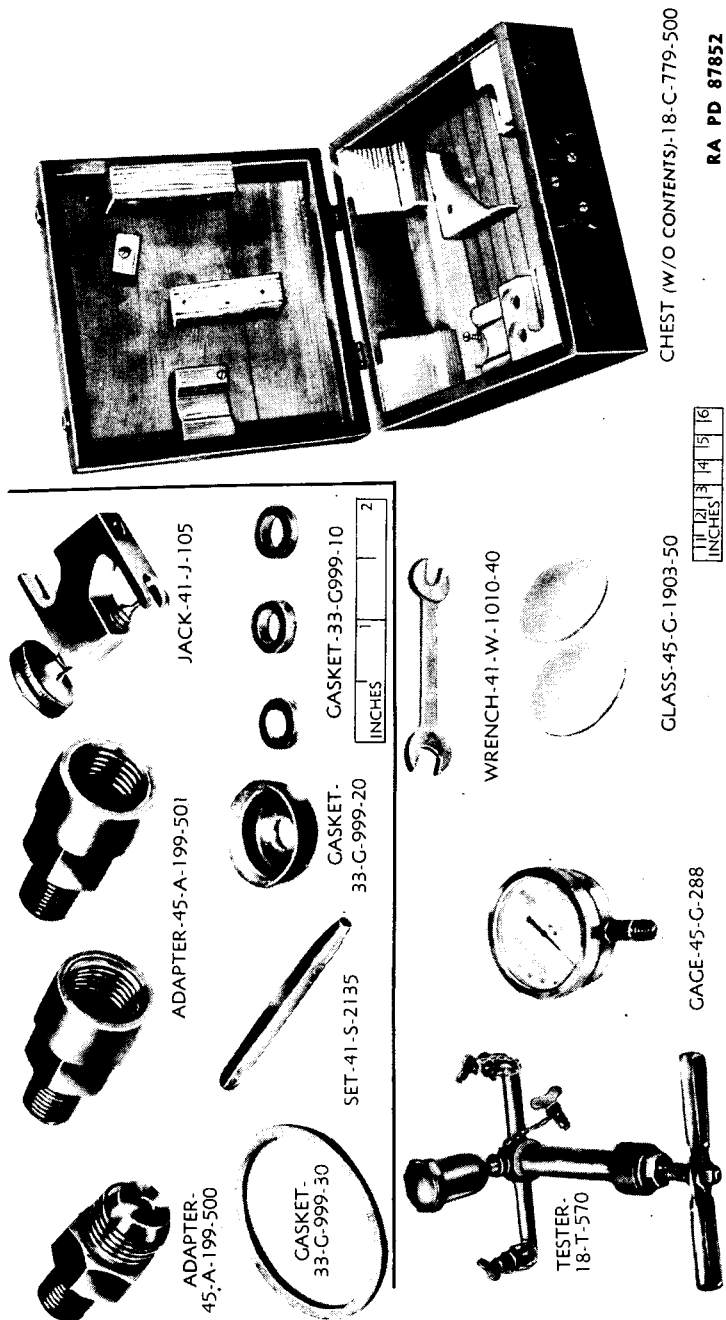 ADAPTER-
45-A-199-500
ADAPTER-45-A-199-501
JACK-41-J-105
GASKET-
33-G-999-30
SET-41-S-2135
GASKET-
33-G-999-20
GASKET-33-G999-10
INCHES 1 2
TESTER-
18-T-570
GAGE-45-G-288
WRENCH-41-W-1010-40
GLASS-45-G-1903-50
CHEST (W/O CONTENTS)-18-C-779-500
1 2 3 4 5 6
INCHES
RA PD 87852